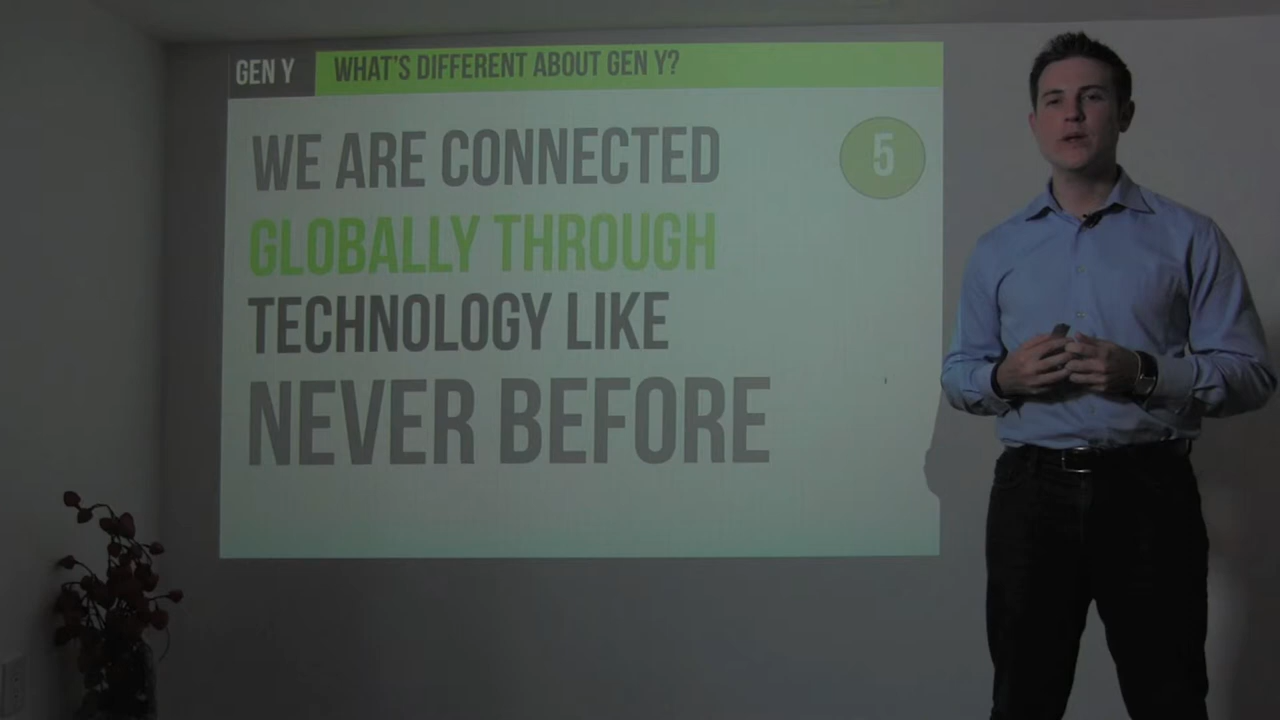 GEN Y WHAT'S DIFFERENT ABOUT GEN Y?
WE ARE CONNECTED
5
GLOBALLY THROUGH
TECHNOLOGY LIKE
NEVER BEFORE